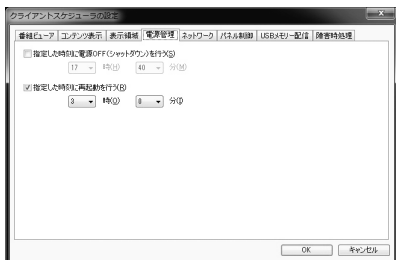 クライアントスケジューラの設定
番組ビューア コンテンツ表示 表示領域 電源管理 ネットワーク パネル制御 USBメモリー配信 障害時処理
指定した時刻に電源OFF(シャットダウン)を行う(S)
17 時(H) 40 分(M)
指定した時刻に再起動を行う(R)
3 時(O) 0 分(I)
OK キャンセル